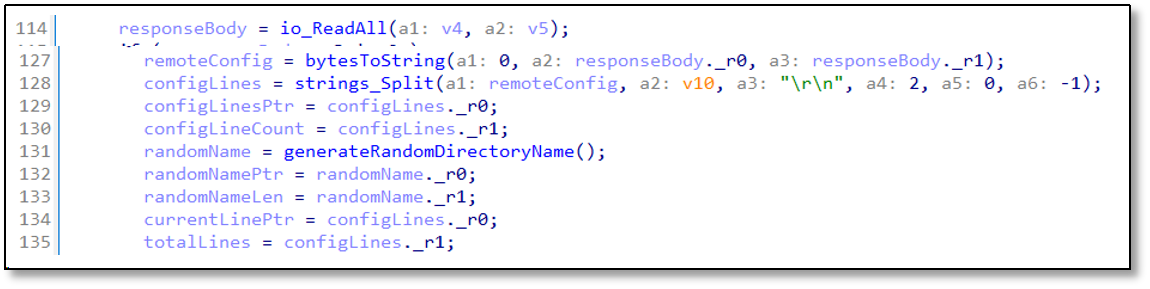 114 responseBody = io_ReadAll(a1: v4, a2: v5);
127 remoteConfig = bytesToString(a1: 0, a2: responseBody._r0, a3: responseBody._r1);
128 configLines = strings_Split(a1: remoteConfig, a2: v10, a3: "\r\n", a4: 2, a5: 0, a6: -1);
129 configLinesPtr = configLines._r0;
130 configLineCount = configLines._r1;
131 randomName = generateRandomDirectoryName();
132 randomNamePtr = randomName._r0;
133 randomNameLen = randomName._r1;
134 currentLinePtr = configLines._r0;
135 totalLines = configLines._r1;